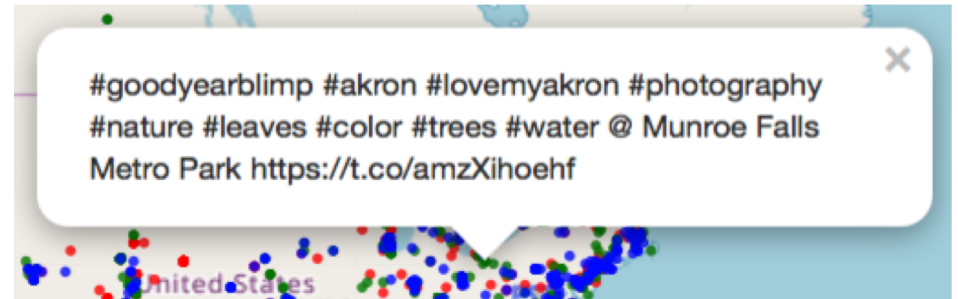 ×
#goodyearblimp #akron #lovemyakron #photography
#nature #leaves #color #trees #water @ Munroe Falls
Metro Park https://t.co/amzXihoehf
United States